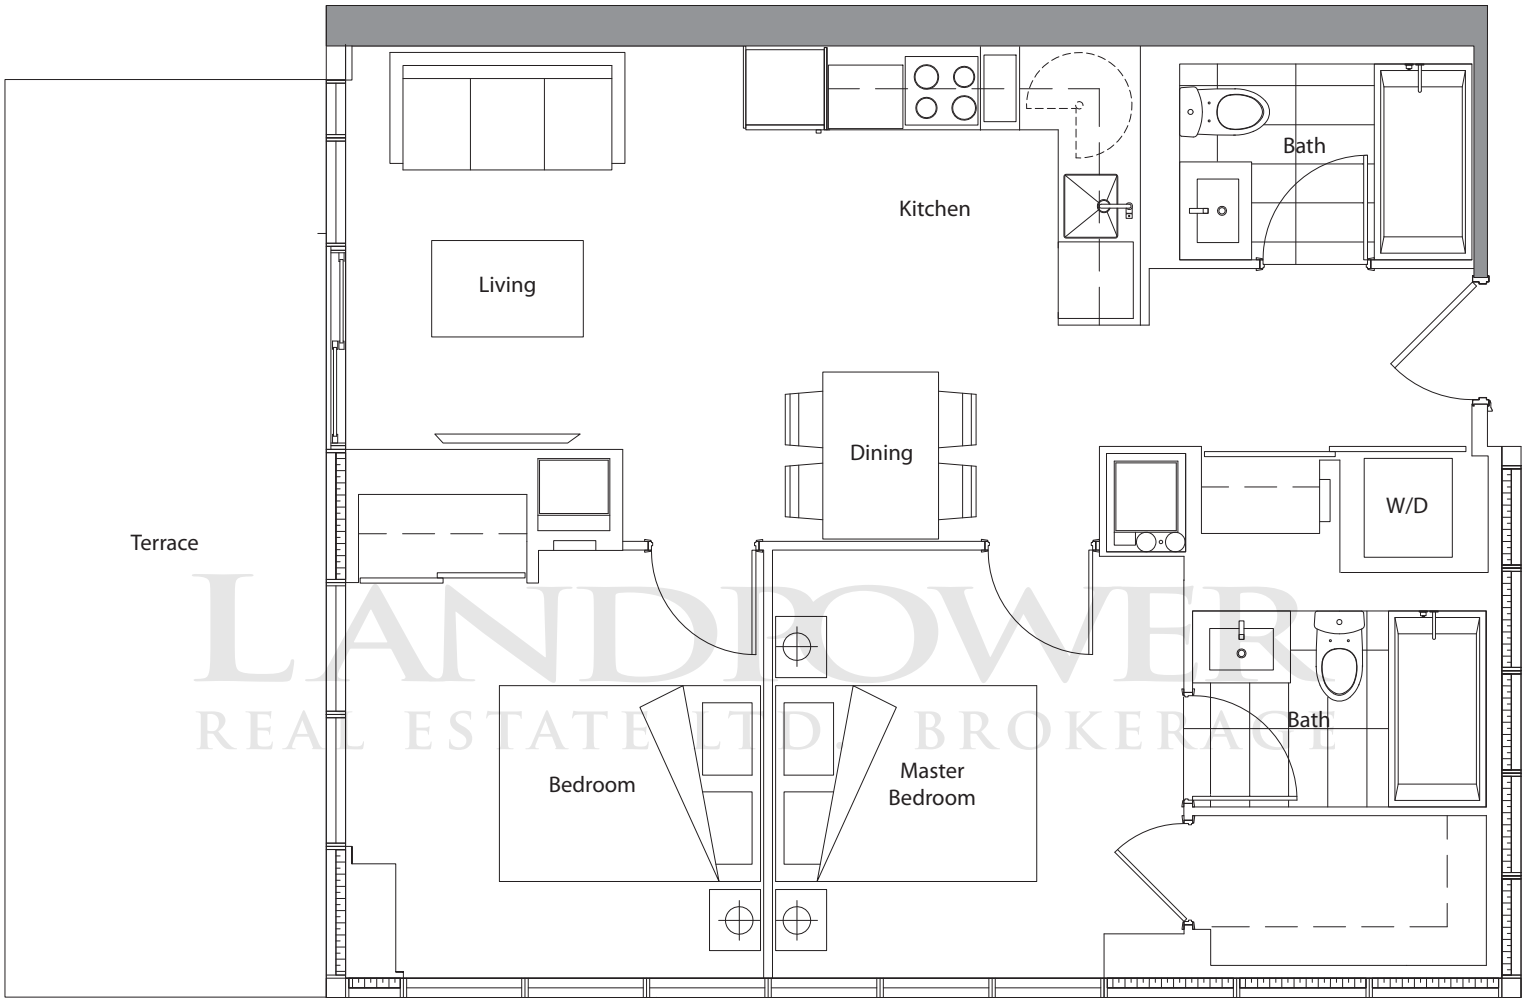 Bath
Kitchen
Living
Dining
W/D
Terrace
LANDPOWER
REAL ESTATE LTD. BROKERAGE
Bath
Bedroom
Master
Bedroom